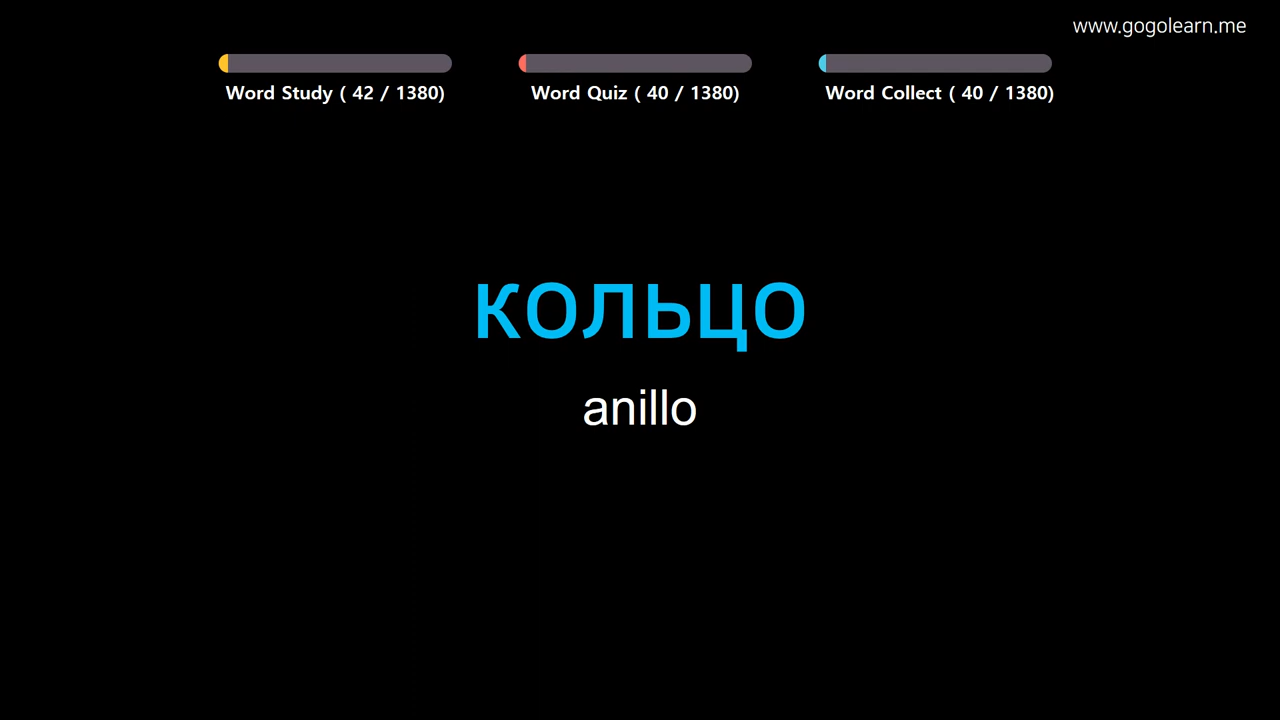 www.gogolearn.me
Word Study ( 42 / 1380)
Word Quiz ( 40 / 1380)
Word Collect ( 40 / 1380)
кольцо
anillo